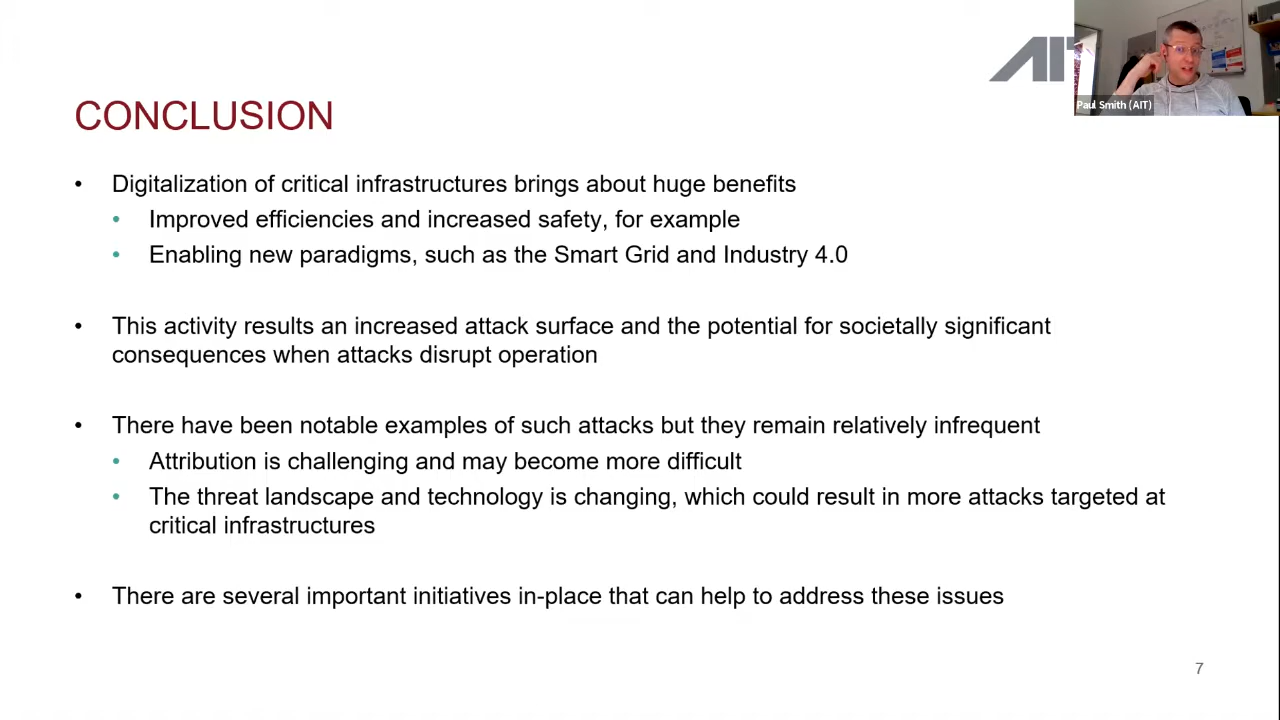 AIT
Paul Smith (AIT)
CONCLUSION
• Digitalization of critical infrastructures brings about huge benefits
• Improved efficiencies and increased safety, for example
• Enabling new paradigms, such as the Smart Grid and Industry 4.0
• This activity results an increased attack surface and the potential for societally significant
consequences when attacks disrupt operation
• There have been notable examples of such attacks but they remain relatively infrequent
• Attribution is challenging and may become more difficult
• The threat landscape and technology is changing, which could result in more attacks targeted at
critical infrastructures
• There are several important initiatives in-place that can help to address these issues
7